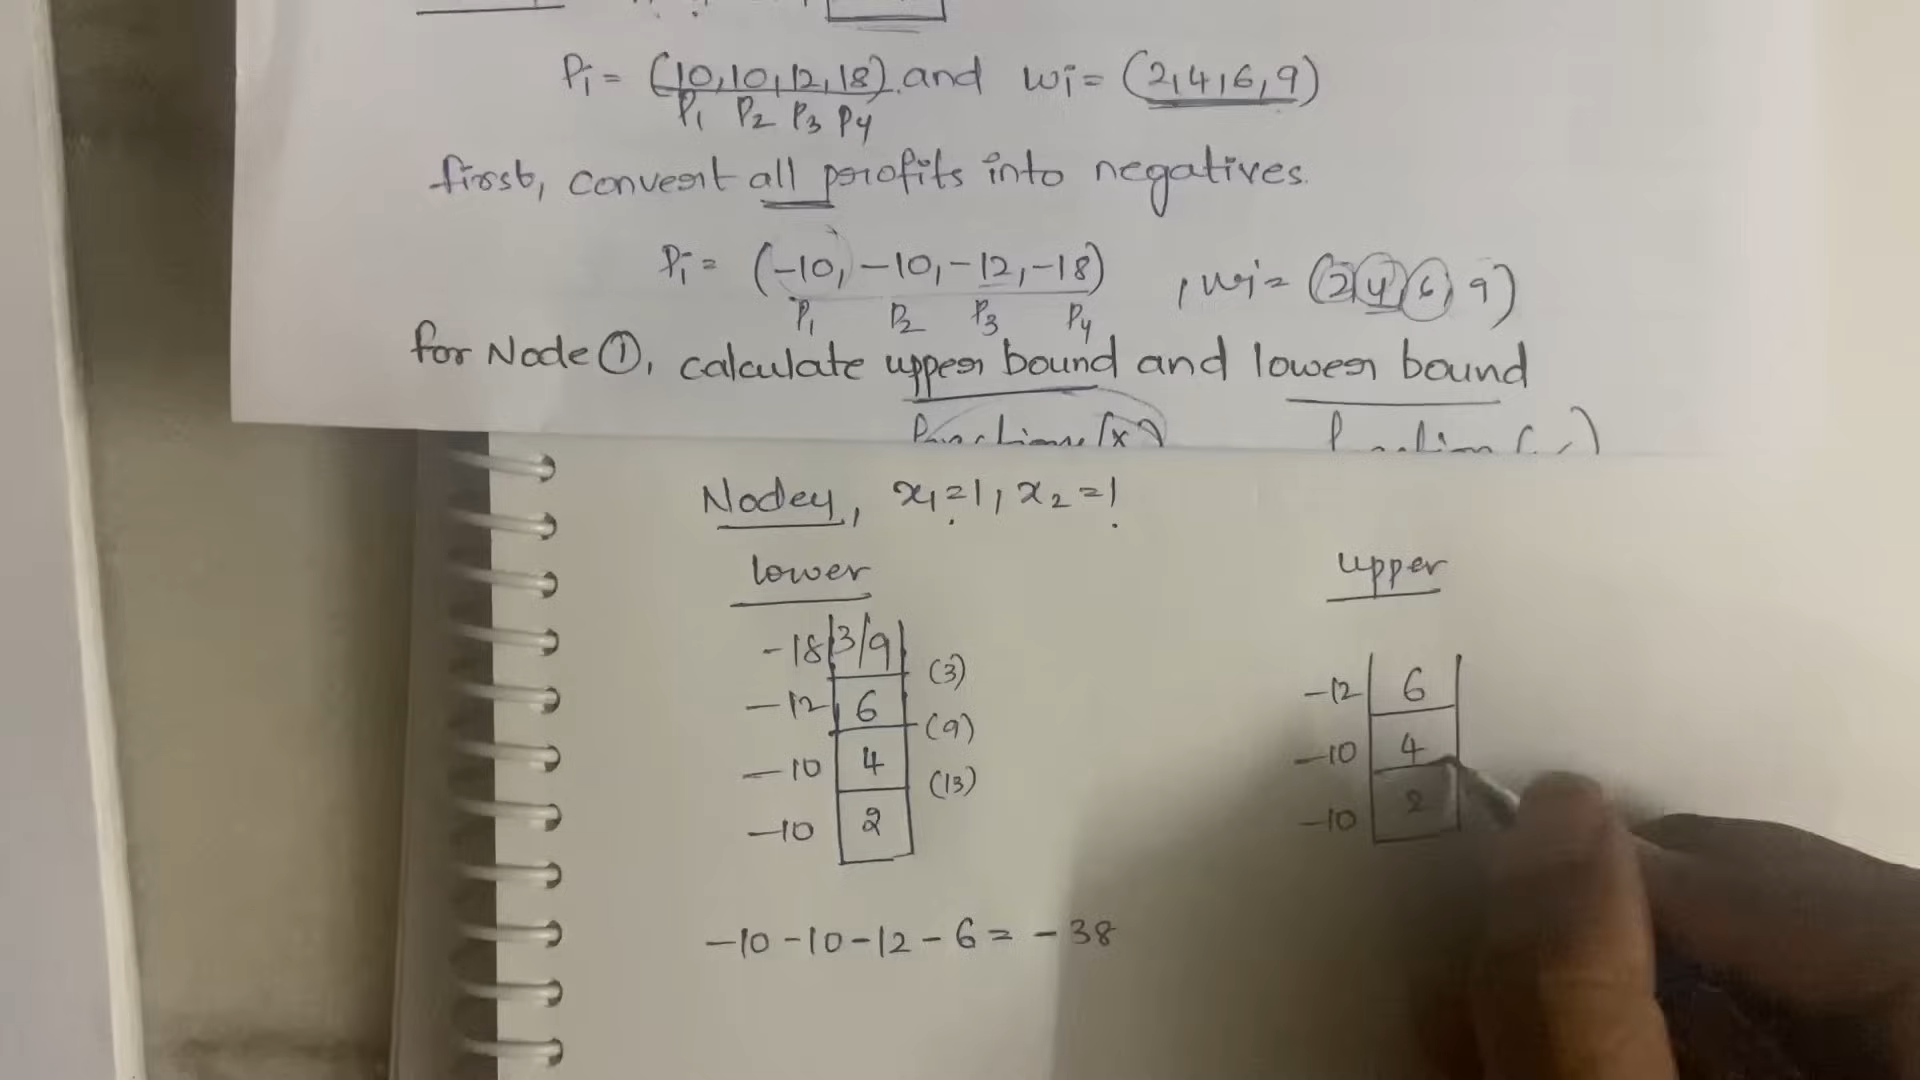 Pi = (10,10,12,18) and wi = (2,4,6,9)
P1 P2 P3 P4
first, convert all profits into negatives.
Pi = (-10, -10, -12, -18) , wi = (2,4,6,9)
P1 P2 P3 P4
for Node ①, calculate upper bound and lower bound
Node4, x1=1, x2=1
lower
upper
-18 3/9
(3)
-12 6
(9)
-10 4
(13)
-10 2
-12 6
-10 4
-10 2
-10-10-12-6 = -38